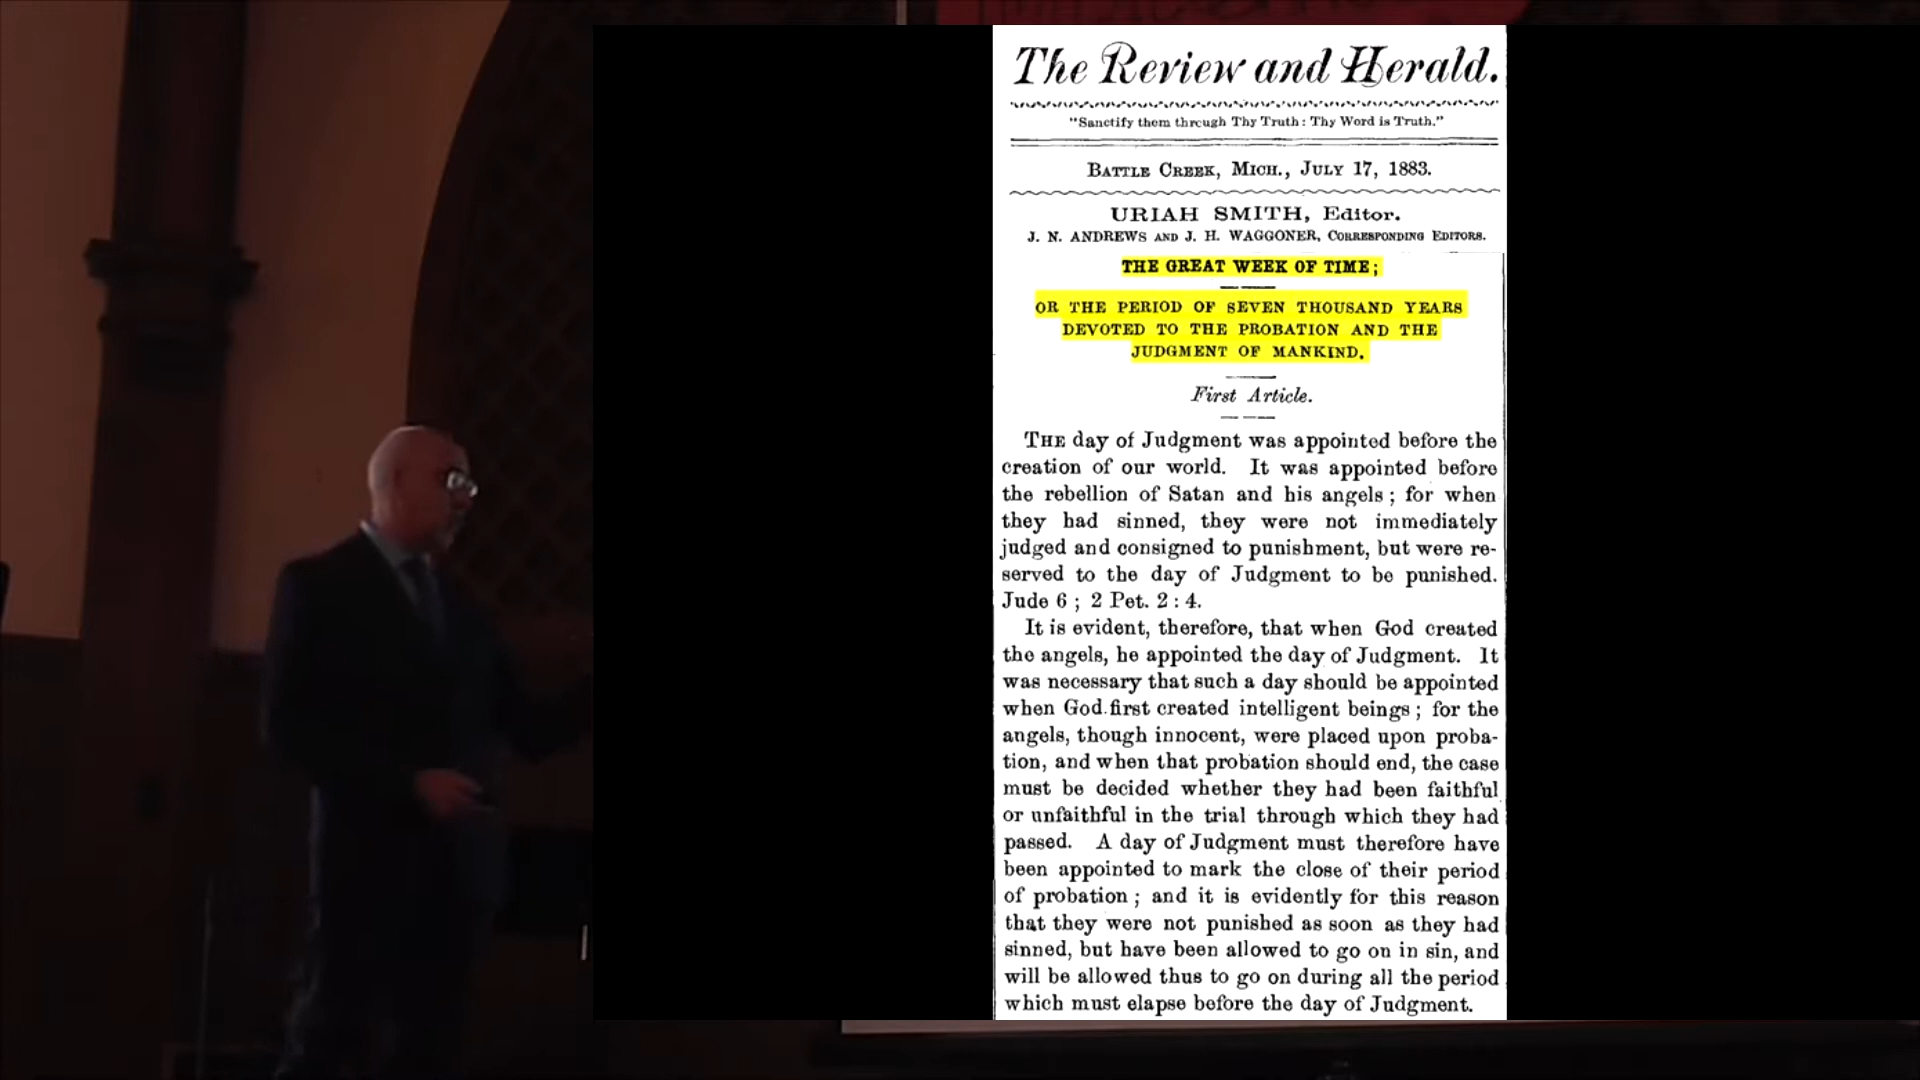 The Review and Herald.
"Sanctify them through Thy Truth: Thy Word is Truth."
BATTLE CREEK, MICH., JULY 17, 1883.
URIAH SMITH, Editor.
J. N. ANDREWS AND J. H. WAGGONER, CORRESPONDING EDITORS.
THE GREAT WEEK OF TIME;
OR THE PERIOD OF SEVEN THOUSAND YEARS
DEVOTED TO THE PROBATION AND THE
JUDGMENT OF MANKIND.
First Article.
THE day of Judgment was appointed before the
creation of our world. It was appointed before
the rebellion of Satan and his angels; for when
they had sinned, they were not immediately
judged and consigned to punishment, but were re-
served to the day of Judgment to be punished.
Jude 6; 2 Pet. 2:4.
It is evident, therefore, that when God created
the angels, he appointed the day of Judgment. It
was necessary that such a day should be appointed
when God first created intelligent beings; for the
angels, though innocent, were placed upon proba-
tion, and when that probation should end, the case
must be decided whether they had been faithful
or unfaithful in the trial through which they had
passed. A day of Judgment must therefore have
been appointed to mark the close of their period
of probation; and it is evidently for this reason
that they were not punished as soon as they had
sinned, but have been allowed to go on in sin, and
will be allowed thus to go on during all the period
which must elapse before the day of Judgment.